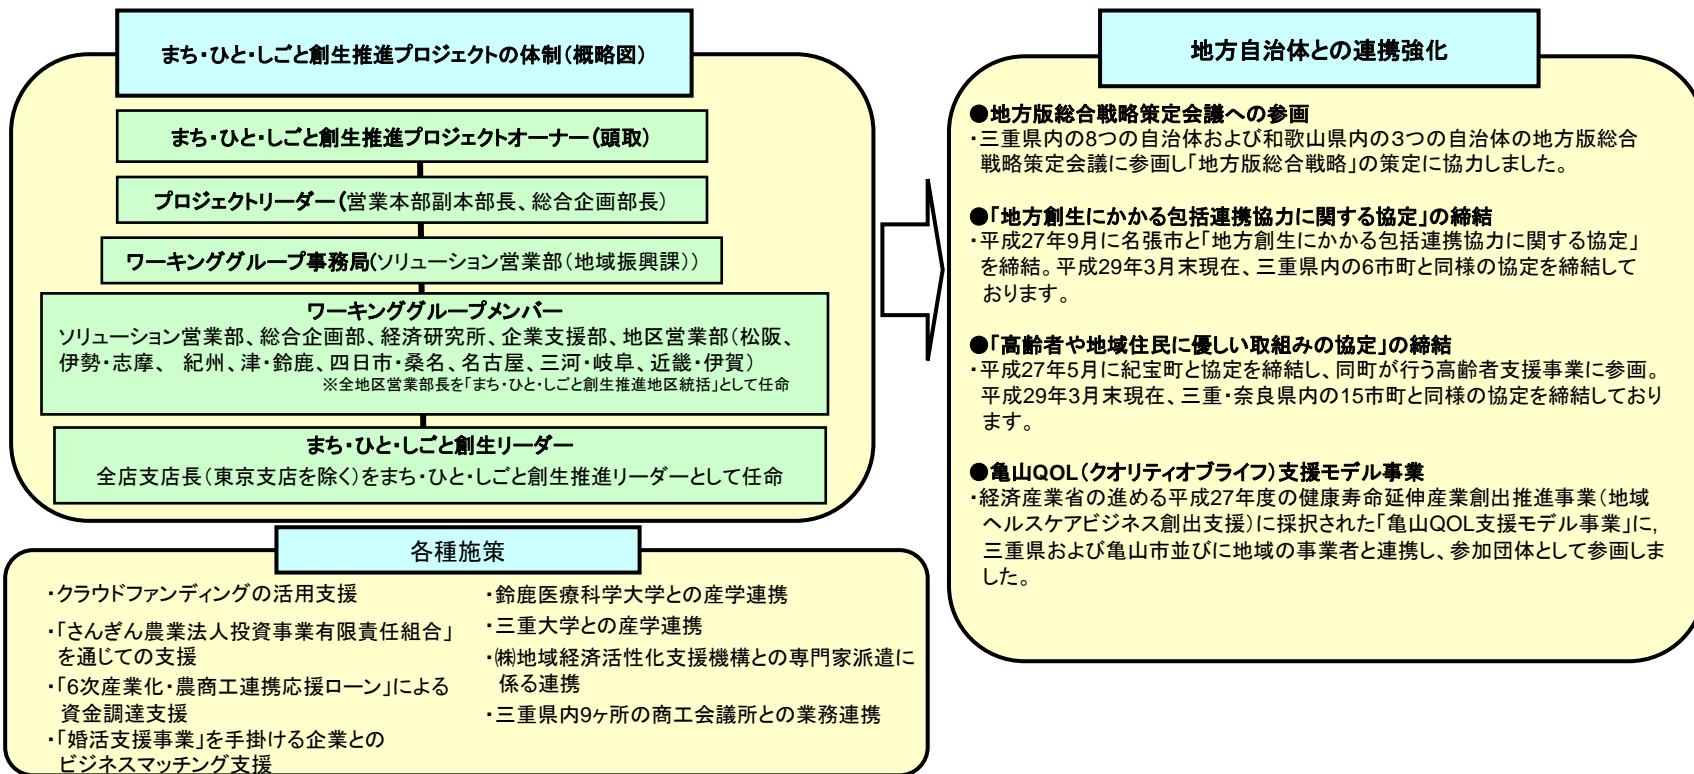 まち・ひと・しごと創生推進プロジェクトの体制（概略図）
まち・ひと・しごと創生推進プロジェクトオーナー（頭取）
プロジェクトリーダー（営業本部副本部長、総合企画部長）
ワーキンググループ事務局(ソリューション営業部（地域振興課））
ワーキンググループメンバー
ソリューション営業部、総合企画部、経済研究所、企業支援部、地区営業部（松阪、
伊勢・志摩、 紀州、津・鈴鹿、四日市・桑名、名古屋、三河・岐阜、近畿・伊賀）
※全地区営業部長を「まち・ひと・しごと創生推進地区統括」として任命
まち・ひと・しごと創生リーダー
全店支店長（東京支店を除く）をまち・ひと・しごと創生推進リーダーとして任命
各種施策
・クラウドファンディングの活用支援
・「さんぎん農業法人投資事業有限責任組合」
を通じての支援
・「6次産業化・農商工連携応援ローン」による
資金調達支援
・「婚活支援事業」を手掛ける企業との
ビジネスマッチング支援
・鈴鹿医療科学大学との産学連携
・三重大学との産学連携
・㈱地域経済活性化支援機構との専門家派遣に
係る連携
・三重県内9ヶ所の商工会議所との業務連携
地方自治体との連携強化
●地方版総合戦略策定会議への参画
・三重県内の8つの自治体および和歌山県内の３つの自治体の地方版総合
戦略策定会議に参画し「地方版総合戦略」の策定に協力しました。
●「地方創生にかかる包括連携協力に関する協定」の締結
・平成27年9月に名張市と「地方創生にかかる包括連携協力に関する協定」
を締結。平成29年3月末現在、三重県内の6市町と同様の協定を締結して
おります。
●「高齢者や地域住民に優しい取組みの協定」の締結
・平成27年5月に紀宝町と協定を締結し、同町が行う高齢者支援事業に参画。
平成29年3月末現在、三重・奈良県内の15市町と同様の協定を締結しており
ます。
●亀山QOL（クオリティオブライフ）支援モデル事業
・経済産業省の進める平成27年度の健康寿命延伸産業創出推進事業（地域
ヘルスケアビジネス創出支援）に採択された「亀山QOL支援モデル事業」に,
三重県および亀山市並びに地域の事業者と連携し、参加団体として参画しま
した。